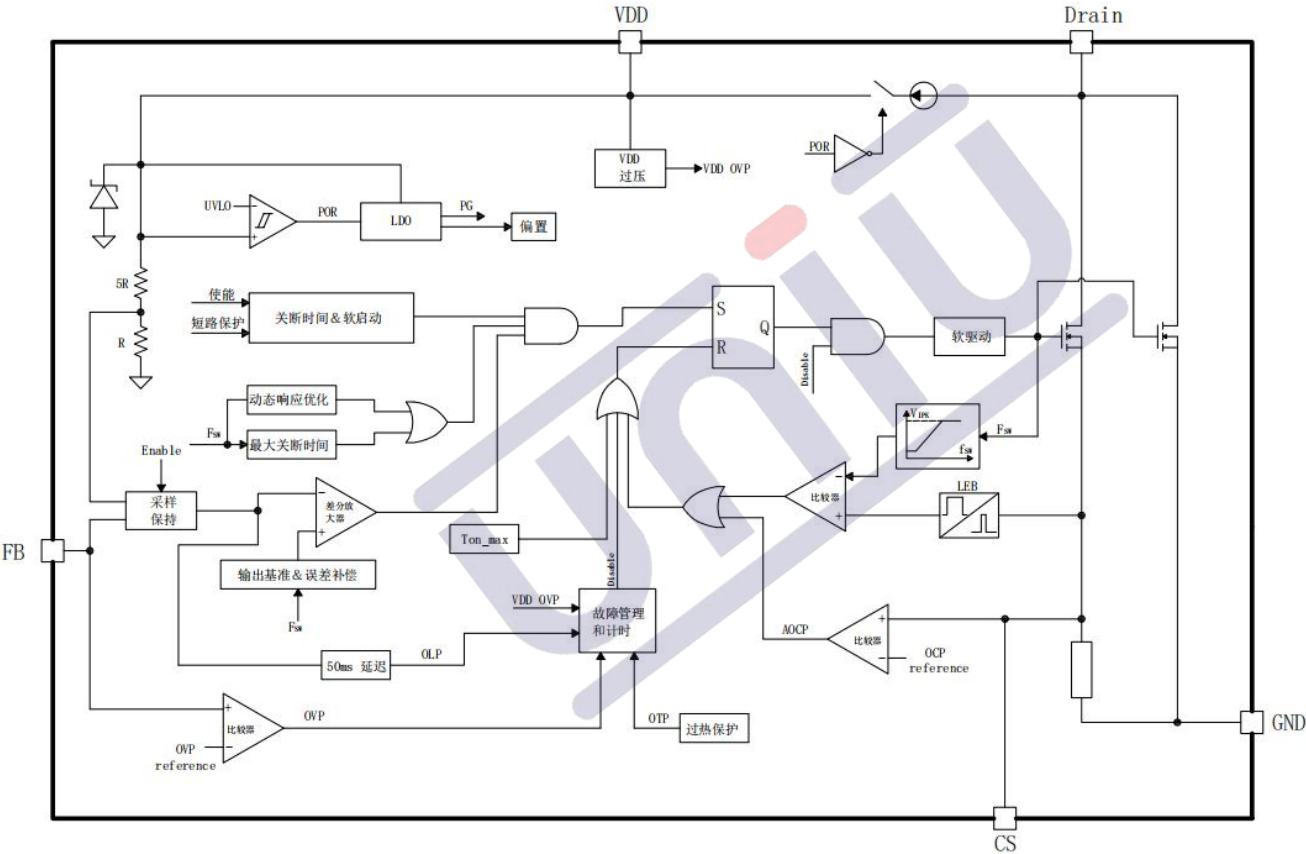 VDD
Drain
POR
VDD
过压
VDD OVP
UVLO
POR
LDO
PG
偏置
5R
R
使能
短路保护
关断时间&软启动
S
R
Q
Disable
软驱动
动态响应优化
Fsw
最大关断时间
VIPK
fsw
Fsw
Enable
采样
保持
差分放
大器
比较器
LEB
FB
Ton_max
输出基准&误差补偿
Fsw
Disable
VDD OVP
故障管理
和计时
AOCP
比较器
OCP
reference
50ms 延迟
OLP
OVP
比较器
OVP
reference
OTP
过热保护
GND
CS
uniu